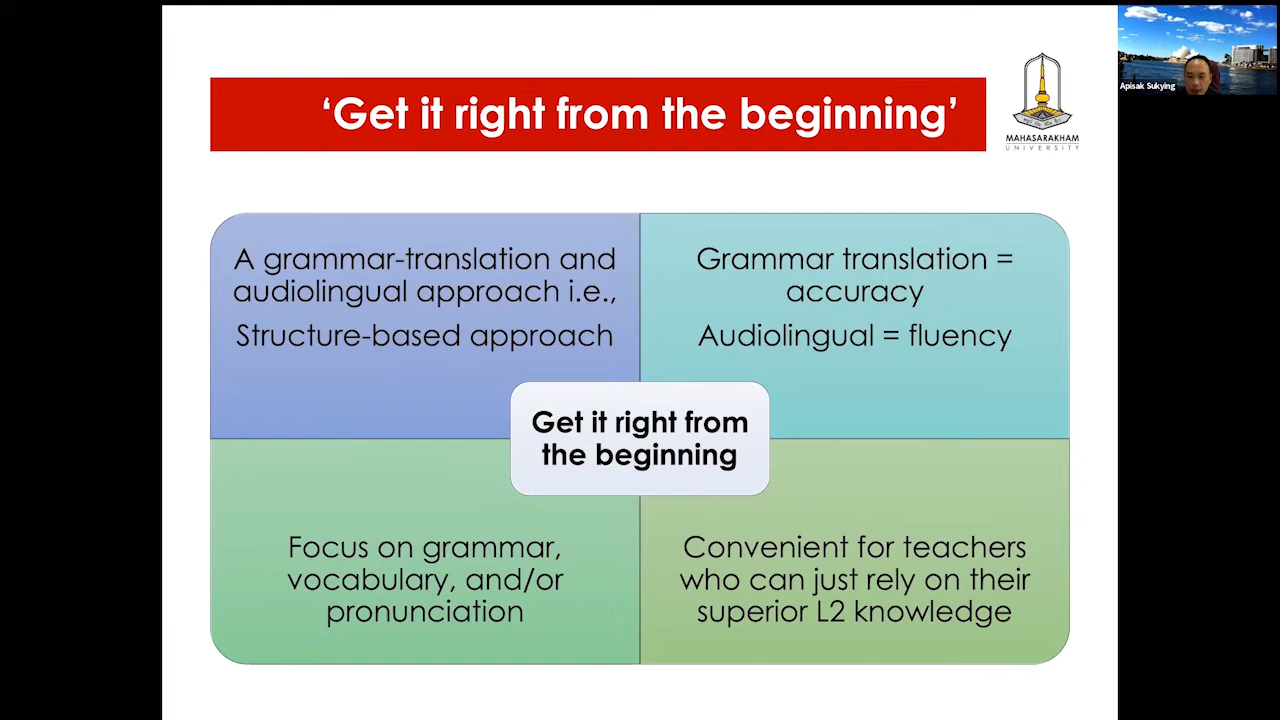 ‘Get it right from the beginning’
MAHASARAKHAM
UNIVERSITY
Apisak Sukying
A grammar-translation and
audiolingual approach i.e.,
Structure-based approach
Grammar translation =
accuracy
Audiolingual = fluency
Get it right from
the beginning
Focus on grammar,
vocabulary, and/or
pronunciation
Convenient for teachers
who can just rely on their
superior L2 knowledge